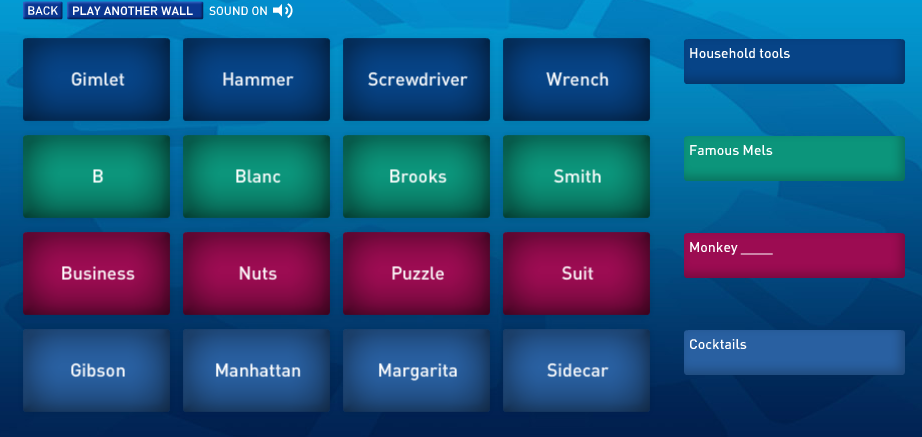 BACK PLAY ANOTHER WALL SOUND ON
Gimlet Hammer Screwdriver Wrench Household tools
B Blanc Brooks Smith Famous Mels
Business Nuts Puzzle Suit Monkey _____
Gibson Manhattan Margarita Sidecar Cocktails